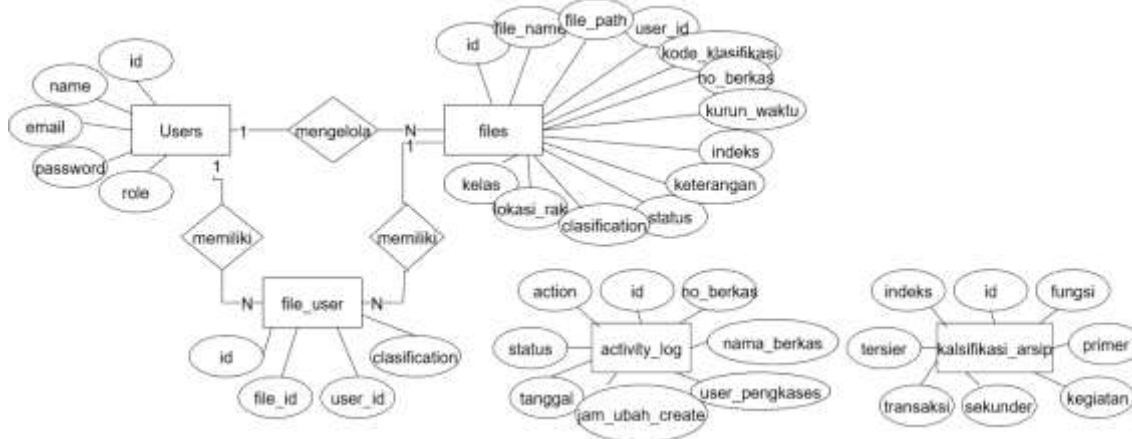 id
name
email
password
role
Users
1
mengelola
N
files
id
file_name
file_path
user_id
kode_klasifikasi
no_berkas
kurun_waktu
indeks
keterangan
status
clasification
lokasi_rak
kelas
1
memiliki
N
1
memiliki
N
file_user
id
file_id
user_id
clasification
action
id
no_berkas
status
activity_log
nama_berkas
tanggal
jam_ubah_create
user_pengkases
indeks
id
fungsi
tersier
kalsifikasi_arsip
primer
transaksi
sekunder
kegiatan